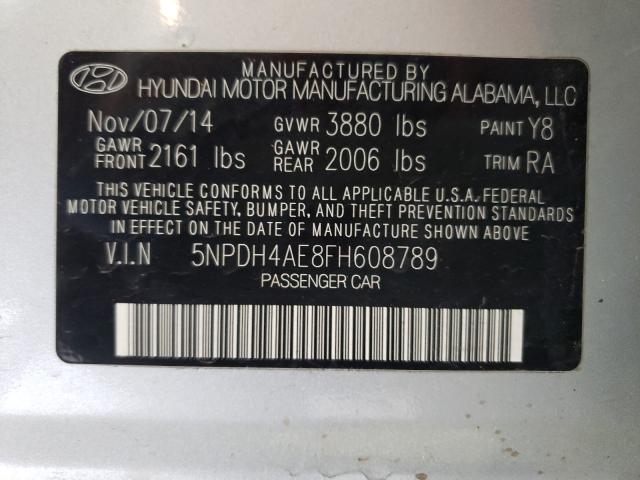 MANUFACTURED BY
HYUNDAI MOTOR MANUFACTURING ALABAMA, LLC
Nov/07/14 GVWR 3880 lbs PAINT Y8
GAWR FRONT 2161 lbs GAWR REAR 2006 lbs TRIM RA
THIS VEHICLE CONFORMS TO ALL APPLICABLE U.S.A. FEDERAL
MOTOR VEHICLE SAFETY, BUMPER, AND THEFT PREVENTION STANDARDS
IN EFFECT ON THE DATE OF MANUFACTURE SHOWN ABOVE.
V.I.N 5NPDH4AE8FH608789
PASSENGER CAR